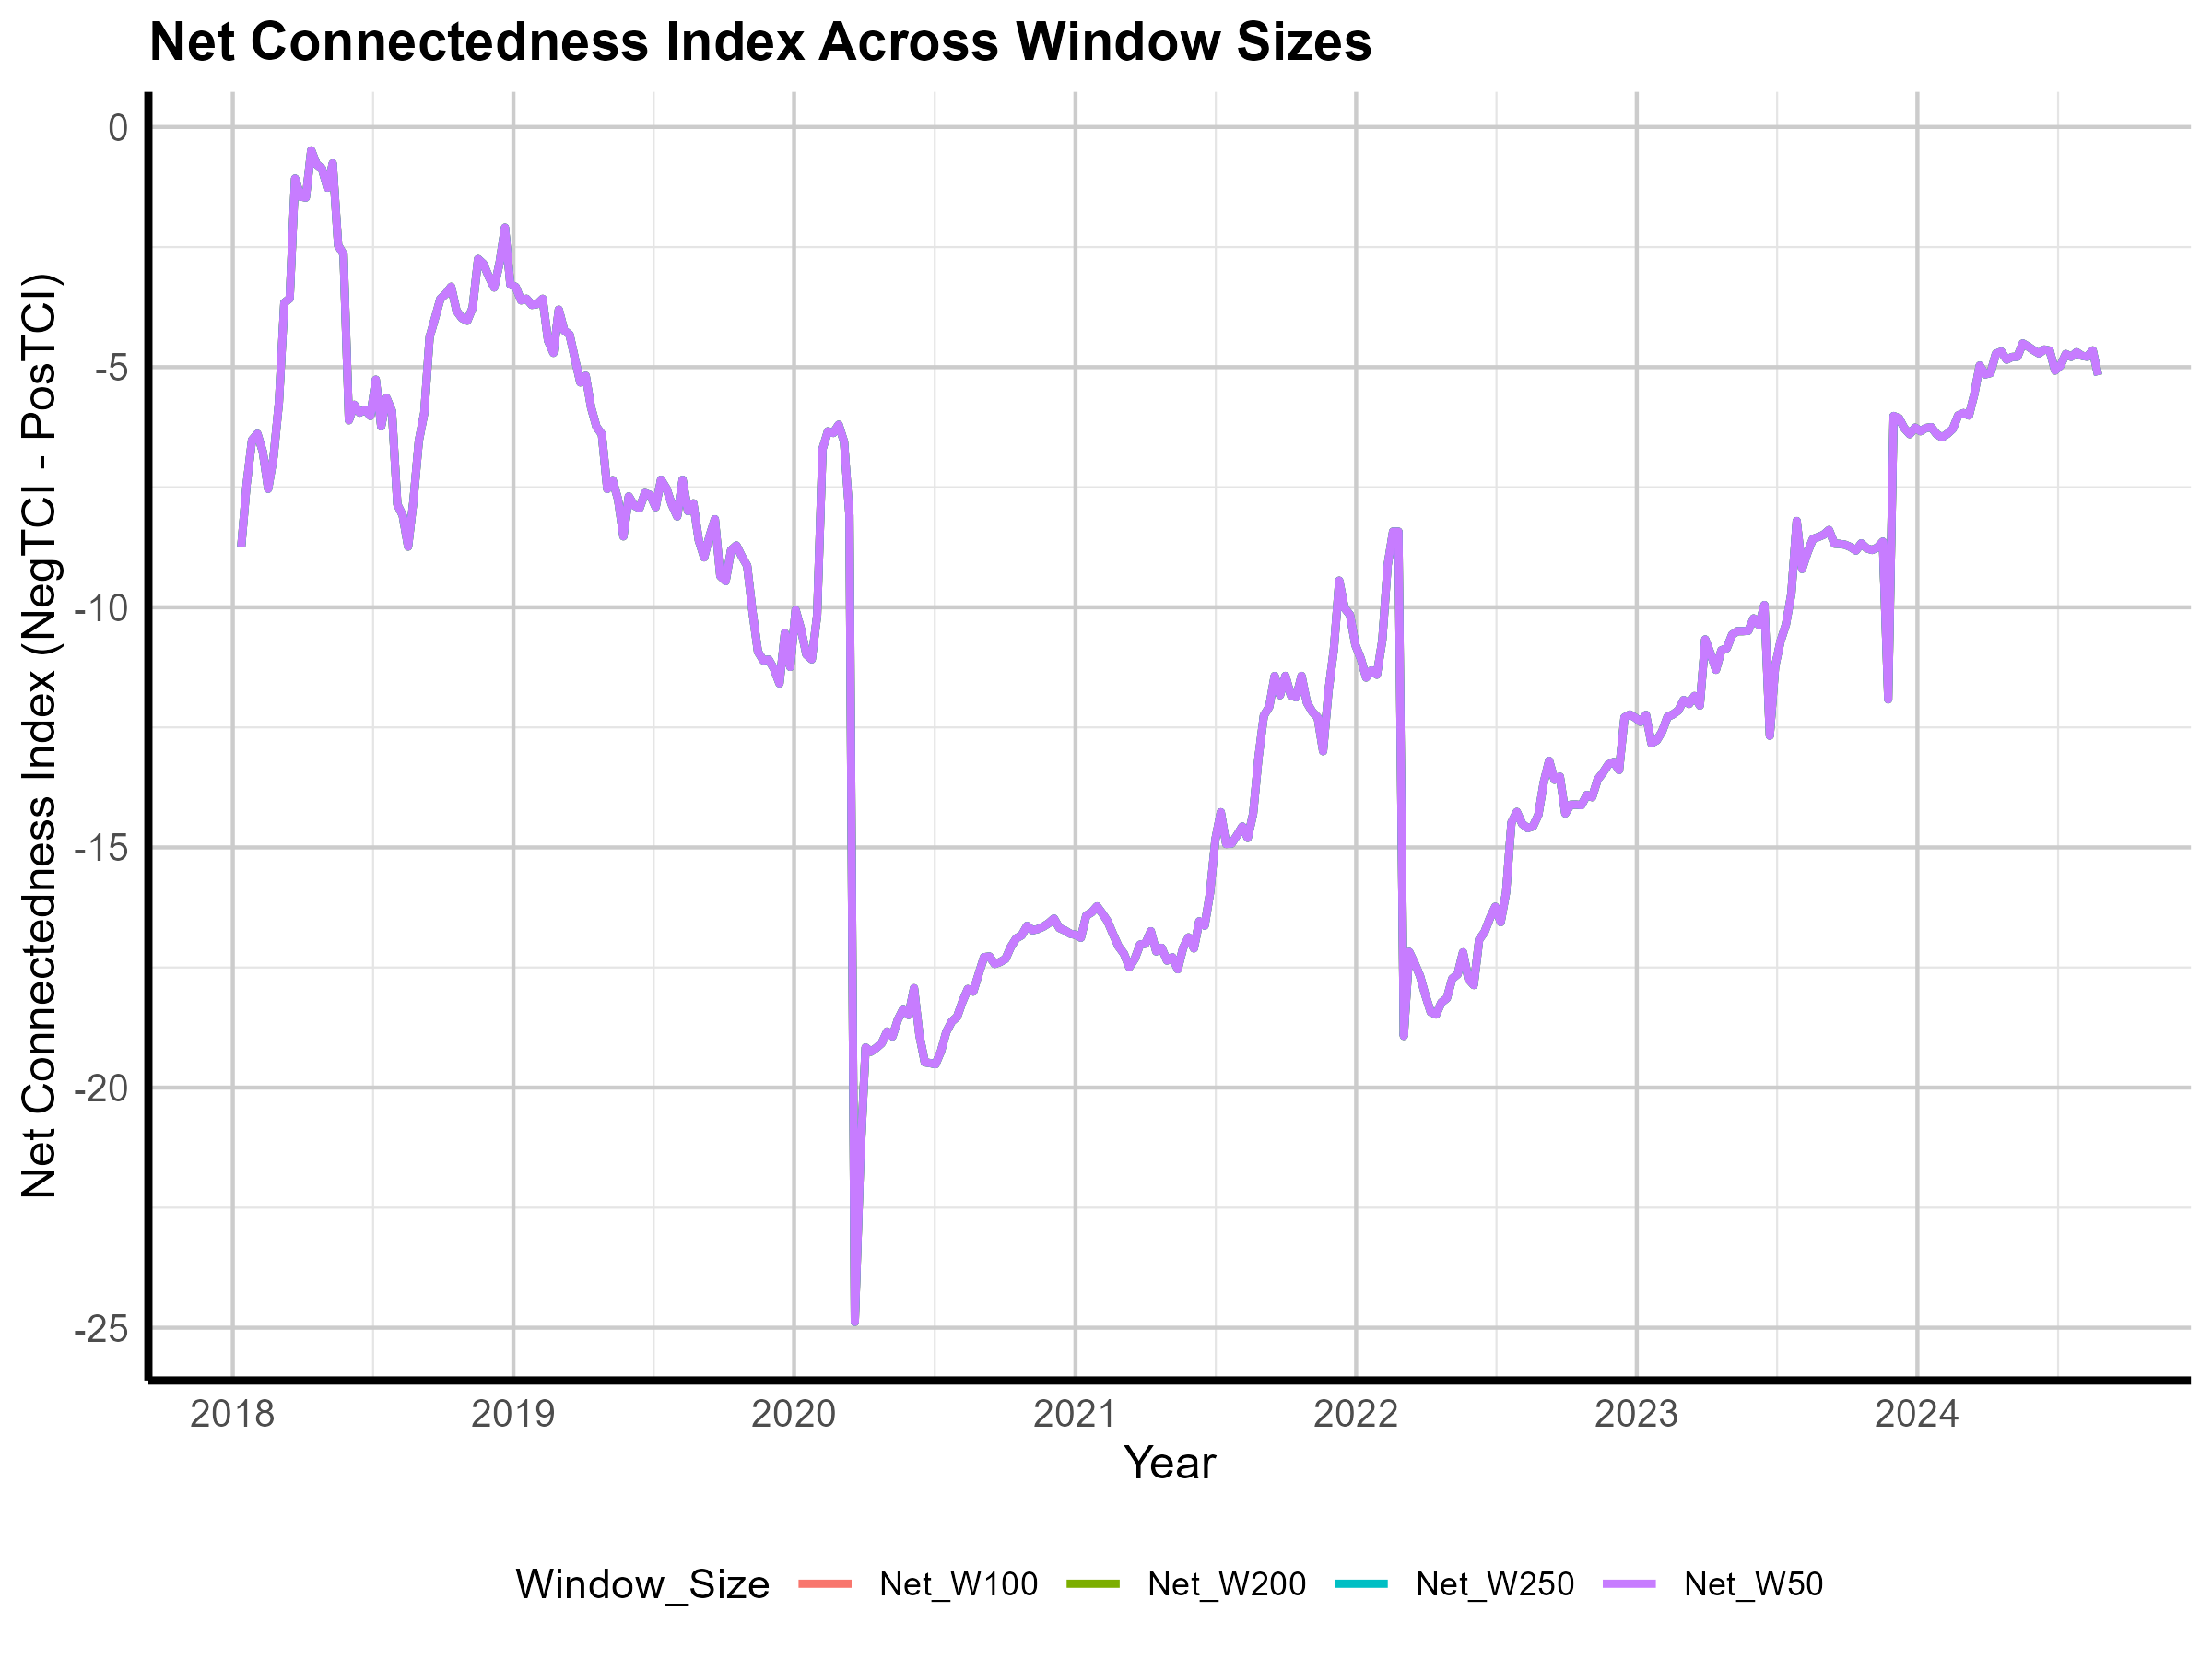 Net Connectedness Index Across Window Sizes
Net Connectedness Index (NegTCI - PosTCI)
0
-5
-10
-15
-20
-25
2018 2019 2020 2021 2022 2023 2024
Year
Window_Size Net_W100 Net_W200 Net_W250 Net_W50